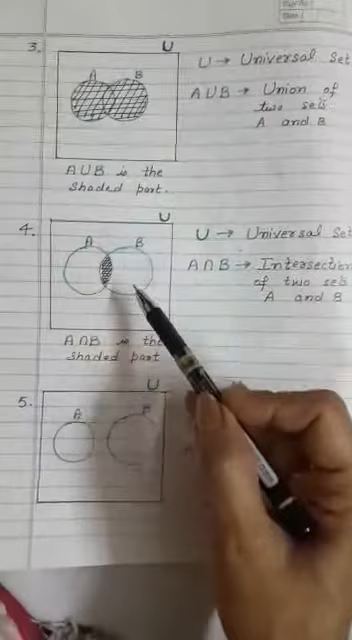 3.
U
A B
U → Universal Set
A∪B → Union of
two sets
A and B
A∪B is the
shaded part.
4.
U
A B
U → Universal Set
A∩B → Intersection
of two sets
A and B
A∩B is the
shaded part
5.
U
A B